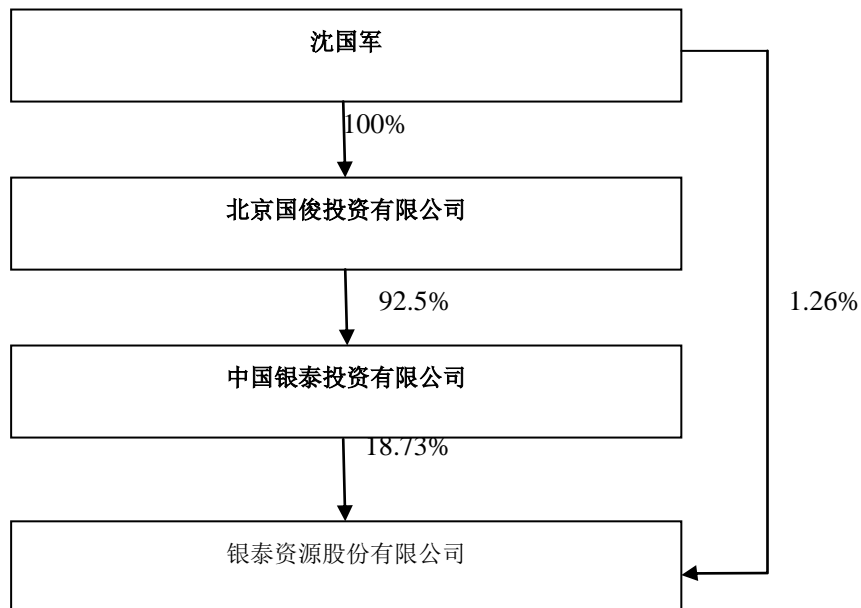 沈国军
100%
北京国俊投资有限公司
92.5%
1.26%
中国银泰投资有限公司
18.73%
银泰资源股份有限公司